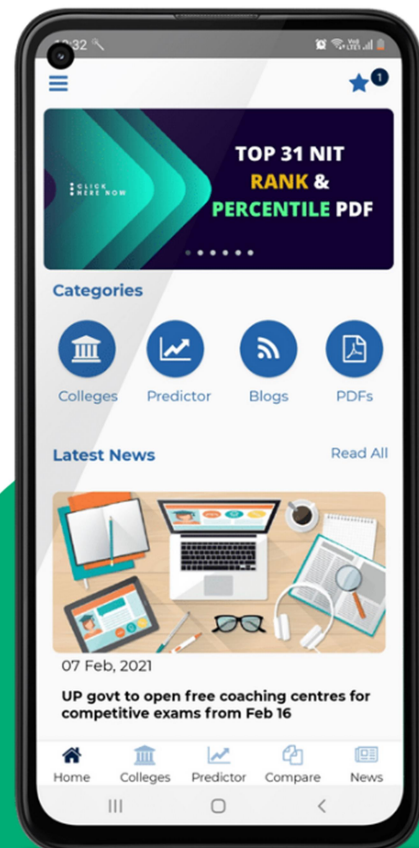 TOP 31 NIT
RANK &
PERCENTILE PDF
CLICK
HERE NOW
1
Categories
Colleges Predictor Blogs PDFs
Latest News Read All
07 Feb, 2021
UP govt to open free coaching centres for
competitive exams from Feb 16
Home Colleges Predictor Compare News